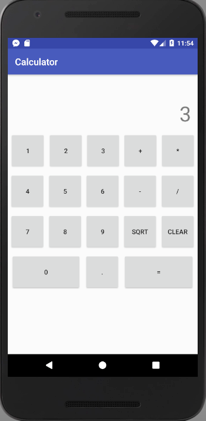 11:54
Calculator
3
1 2 3 + *
4 5 6 - /
7 8 9 SQRT CLEAR
0 . =